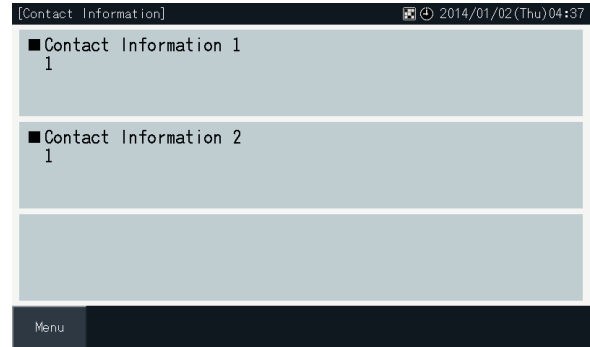 [Contact Information] 2014/01/02(Thu)04:37
■Contact Information 1
1
■Contact Information 2
1
Menu